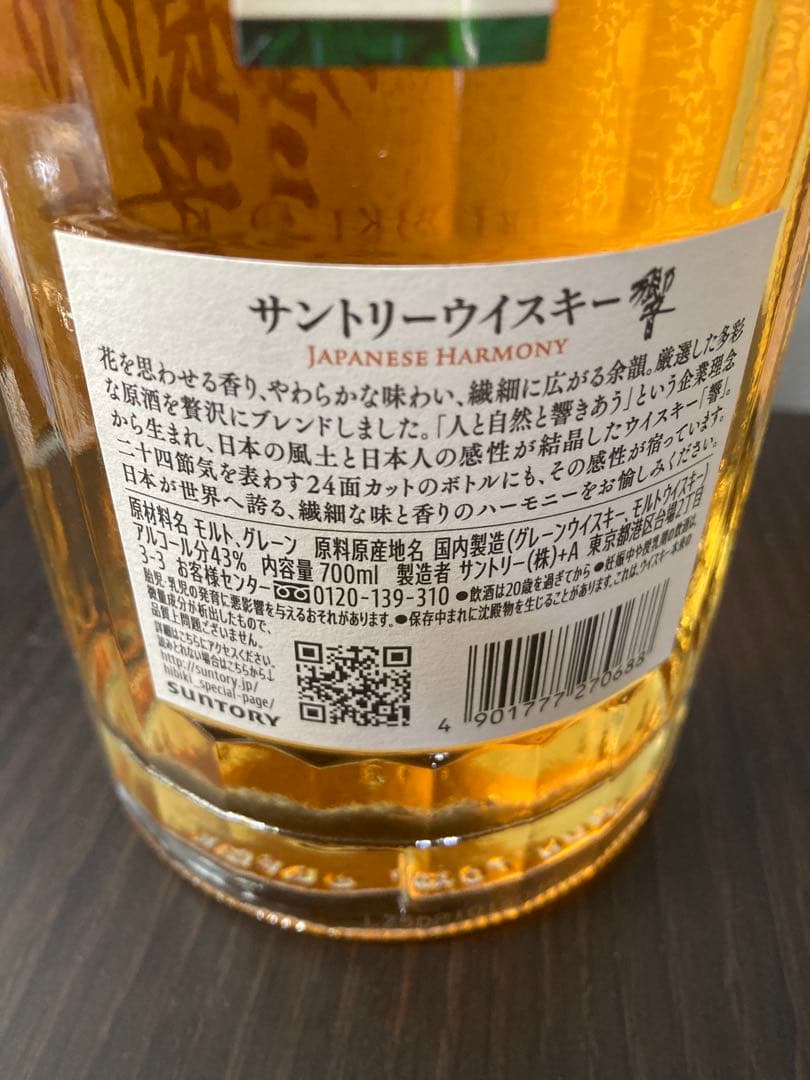 サントリーウイスキー 響
JAPANESE HARMONY
花を思わせる香り、やわらかな味わい、繊細に広がる余韻。厳選した多彩
な原酒を贅沢にブレンドしました。「人と自然と響きあう」という企業理念
から生まれ、日本の風土と日本人の感性が結晶したウイスキー「響」。
二十四節気を表わす24面カットのボトルにも、その感性が宿っています。
日本が世界へ誇る、繊細な味と香りのハーモニーをお愉しみください。
原材料名 モルト、グレーン 原料原産地名 国内製造(グレーンウイスキー、モルトウイスキー)
アルコール分43% 内容量700ml 製造者 サントリー(株)+A 東京都港区台場2丁目
3-3 お客様センター 0120-139-310 ●飲酒は20歳を過ぎてから ●妊娠中や授乳期の飲酒は、
胎児・乳児の発育に悪影響を与えるおそれがあります。●保存中まれに沈殿物を生じることがあります。これは、ウイスキー本来の
微量成分が析出したもので、
品質上問題ございません。
詳細はこちらにアクセスください。
読みとれない場合はこちらから↓
http://suntory.jp/
hibiki_special-page/
SUNTORY
4 901777 270688